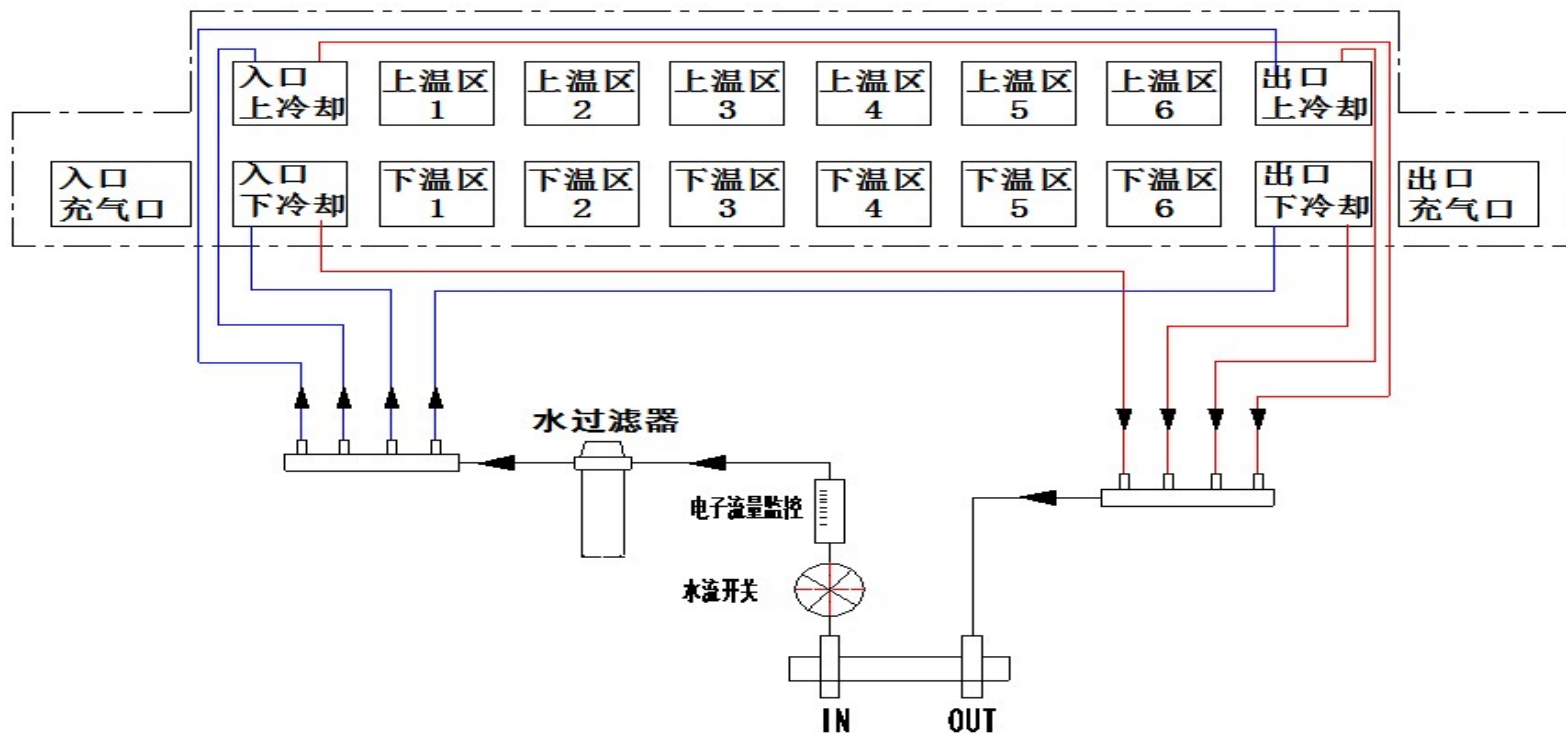 入口
上冷却
上温区
1
上温区
2
上温区
3
上温区
4
上温区
5
上温区
6
出口
上冷却
入口
充气口
入口
下冷却
下温区
1
下温区
2
下温区
3
下温区
4
下温区
5
下温区
6
出口
下冷却
出口
充气口
水过滤器
电子流量监控
水流开关
IN
OUT